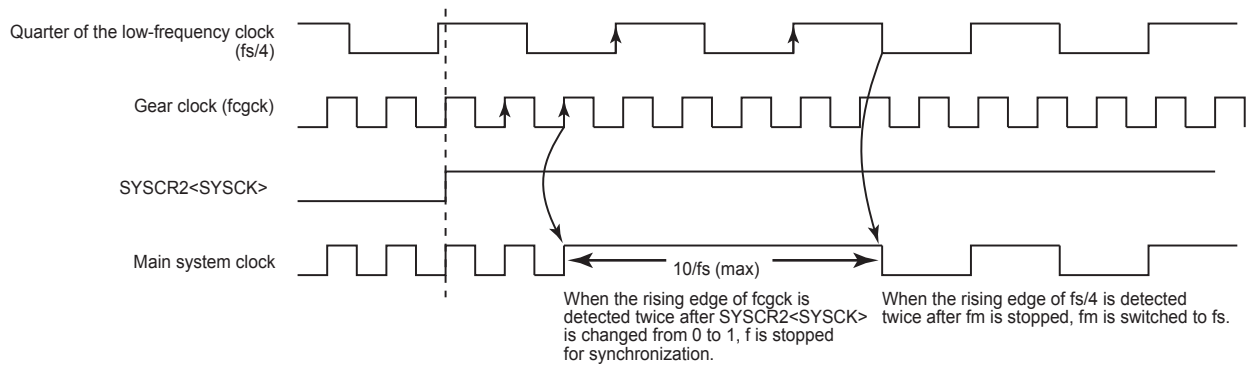 Quarter of the low-frequency clock
(fs/4)
Gear clock (fcgck)
SYSCR2<SYSCK>
Main system clock
10/fs (max)
When the rising edge of fcgck is
detected twice after SYSCR2<SYSCK>
is changed from 0 to 1, f is stopped
for synchronization.
When the rising edge of fs/4 is detected
twice after fm is stopped, fm is switched to fs.